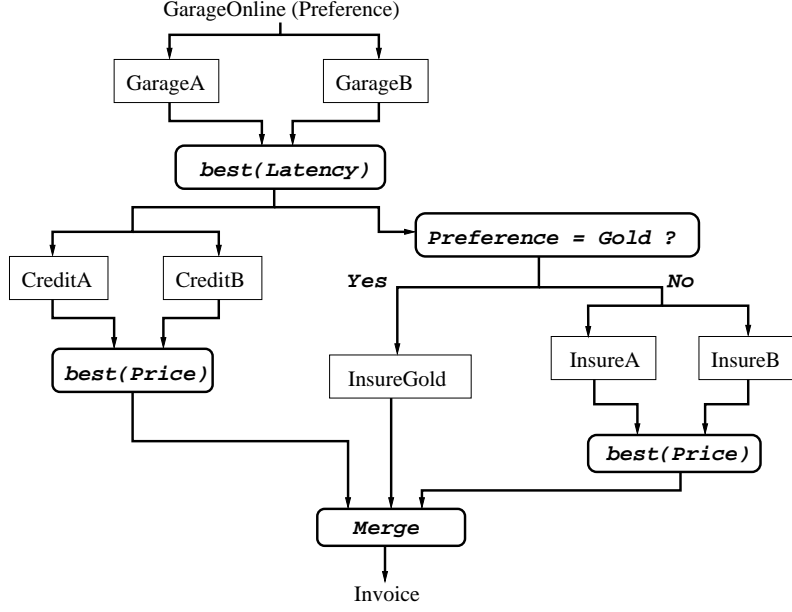 GarageOnline (Preference)
GarageA
GarageB
best(Latency)
Preference = Gold ?
CreditA
CreditB
Yes
No
best(Price)
InsureGold
InsureA
InsureB
best(Price)
Merge
Invoice